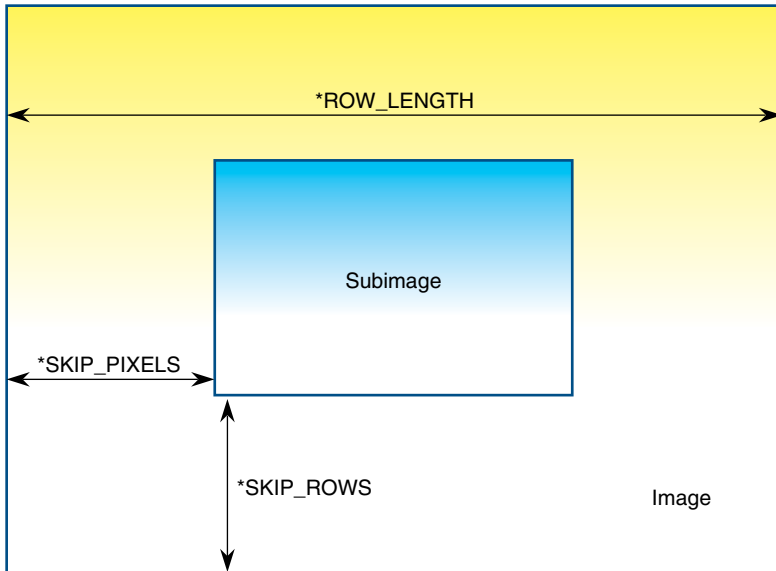 *ROW_LENGTH
Subimage
*SKIP_PIXELS
*SKIP_ROWS
Image